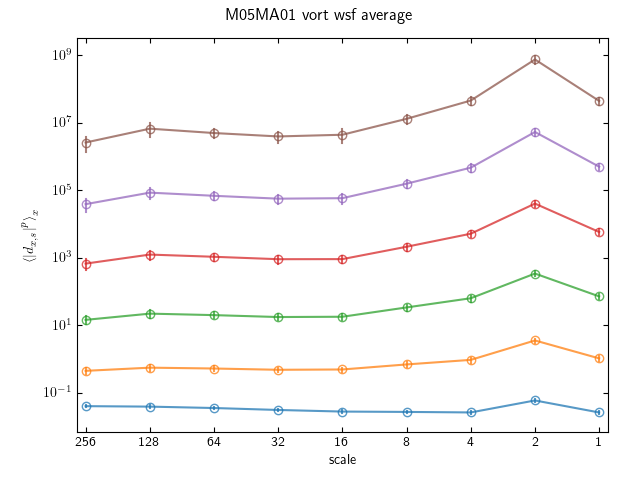 M05MA01 vort wsf average
⟨|d_{x,s}|^p⟩_x
10^9
10^7
10^5
10^3
10^1
10^{-1}
256 128 64 32 16 8 4 2 1
scale